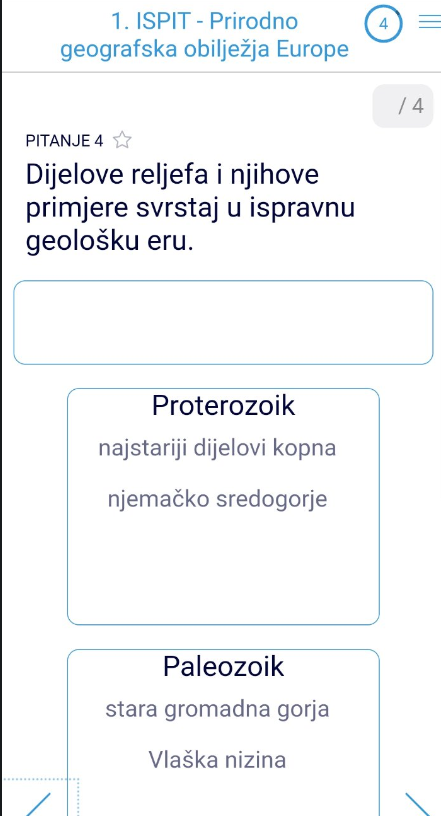 1. ISPIT - Prirodno
geografska obilježja Europe
4
/ 4
PITANJE 4
Dijelove reljefa i njihove
primjere svrstaj u ispravnu
geološku eru.
Proterozoik
najstariji dijelovi kopna
njemačko sredogorje
Paleozoik
stara gromadna gorja
Vlaška nizina